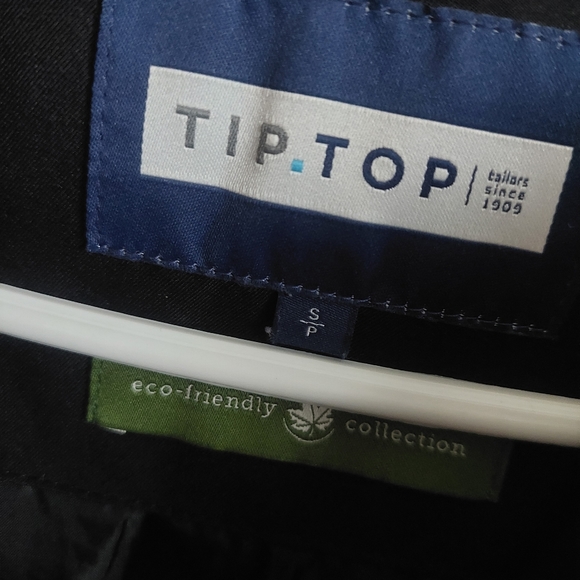 TIP.TOP
tailors
since
1909
S
P
eco-friendly collection